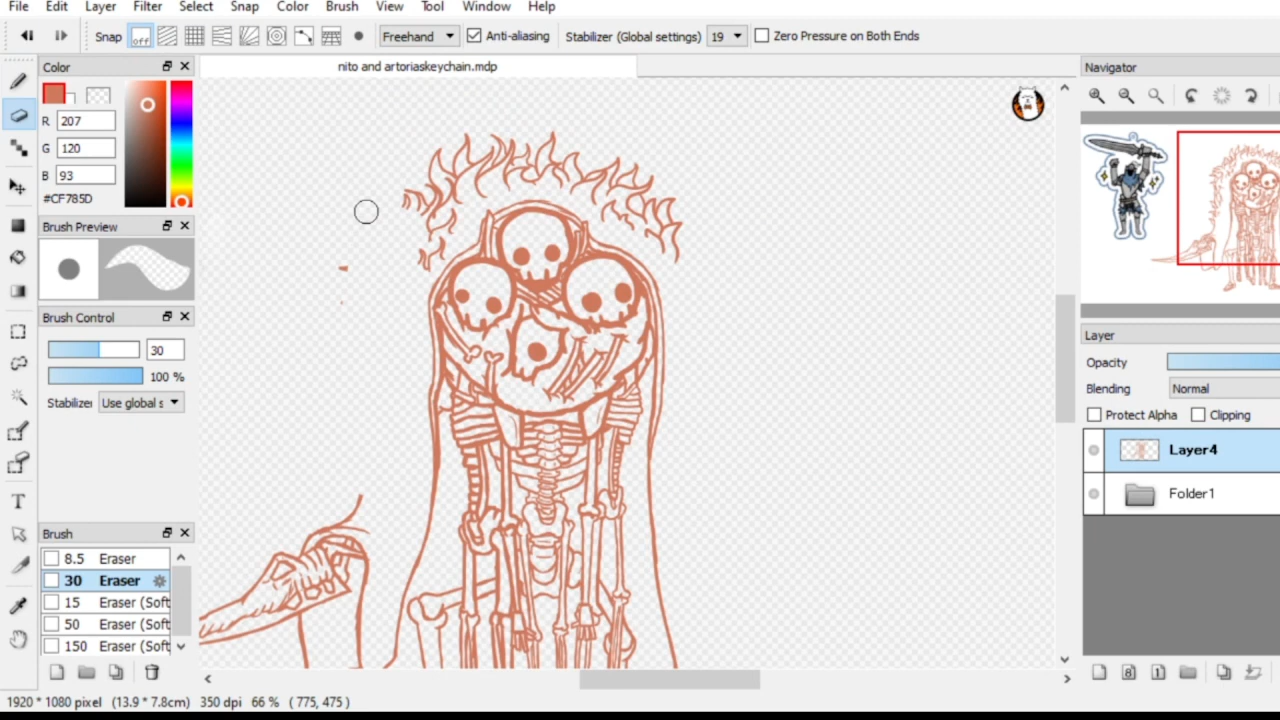 File Edit Layer Filter Select Snap Color Brush View Tool Window Help
Snap off Freehand Anti-aliasing Stabilizer (Global settings) 19 Zero Pressure on Both Ends
Color
nito and artoriaskeychain.mdp
Navigator
R 207
G 120
B 93
#CF785D
Brush Preview
Brush Control
30
100 %
Stabilizer Use global s
Brush
8.5 Eraser
30 Eraser
15 Eraser (Soft
50 Eraser (Soft
150 Eraser (Soft
T
Layer
Opacity
Blending Normal
Protect Alpha Clipping
Layer4
Folder1
8 1
1920 * 1080 pixel (13.9 * 7.8cm) 350 dpi 66 % ( 775, 475 )